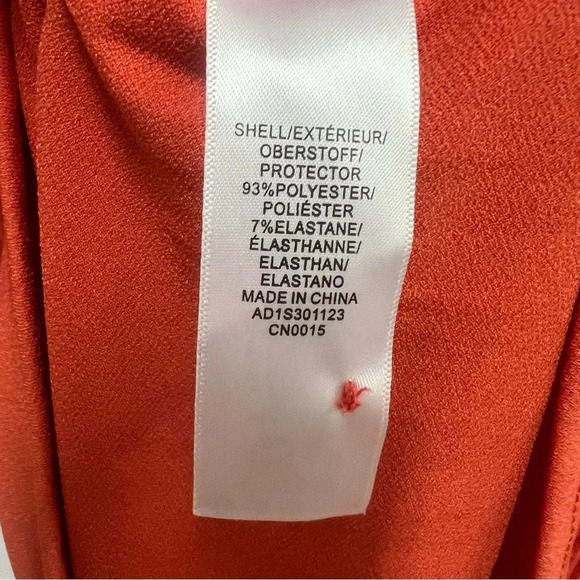 SHELL/EXTÉRIEUR/
OBERSTOFF/
PROTECTOR
93%POLYESTER/
POLIÉSTER
7%ELASTANE/
ÉLASTHANNE/
ELASTHAN/
ELASTANO
MADE IN CHINA
AD1S301123
CN0015